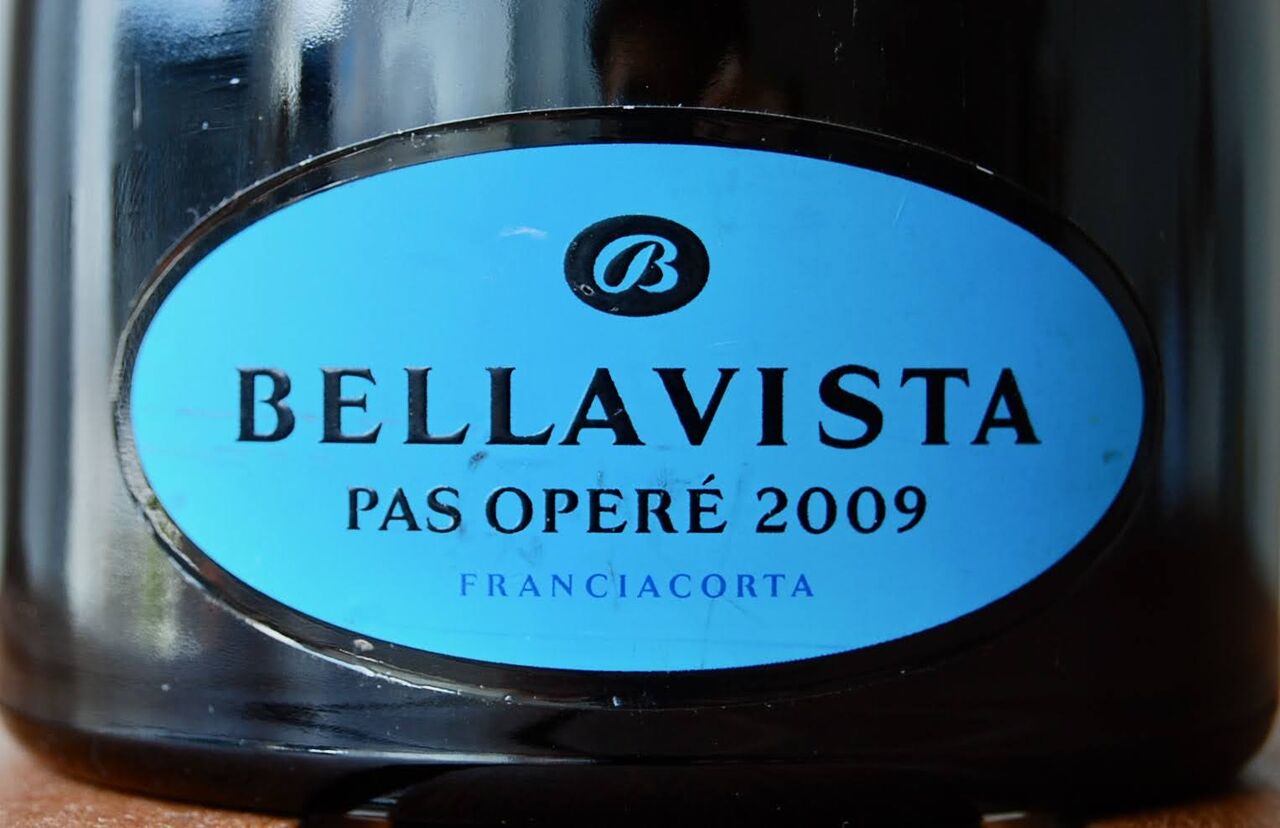 B
BELLAVISTA
PAS OPERÉ 2009
FRANCIACORTA